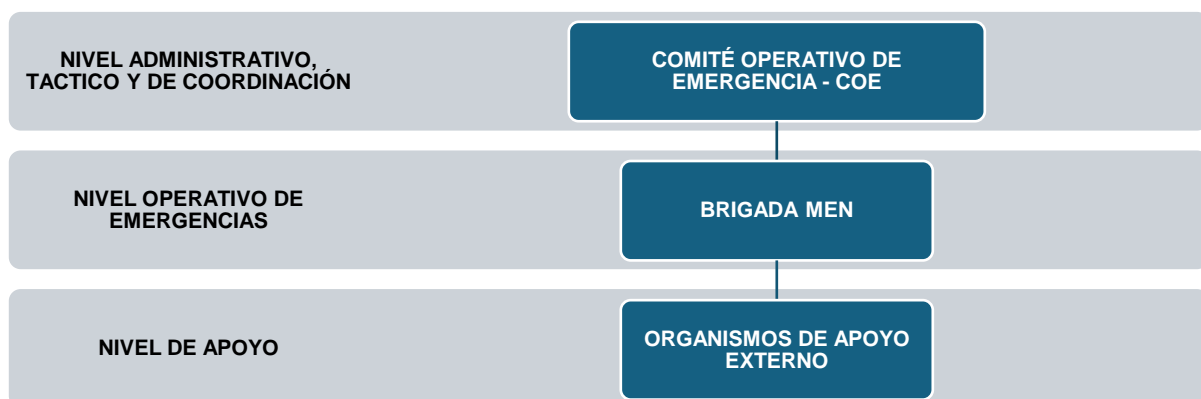 NIVEL ADMINISTRATIVO,
TACTICO Y DE COORDINACIÓN
COMITÉ OPERATIVO DE
EMERGENCIA - COE
NIVEL OPERATIVO DE
EMERGENCIAS
BRIGADA MEN
NIVEL DE APOYO
ORGANISMOS DE APOYO
EXTERNO